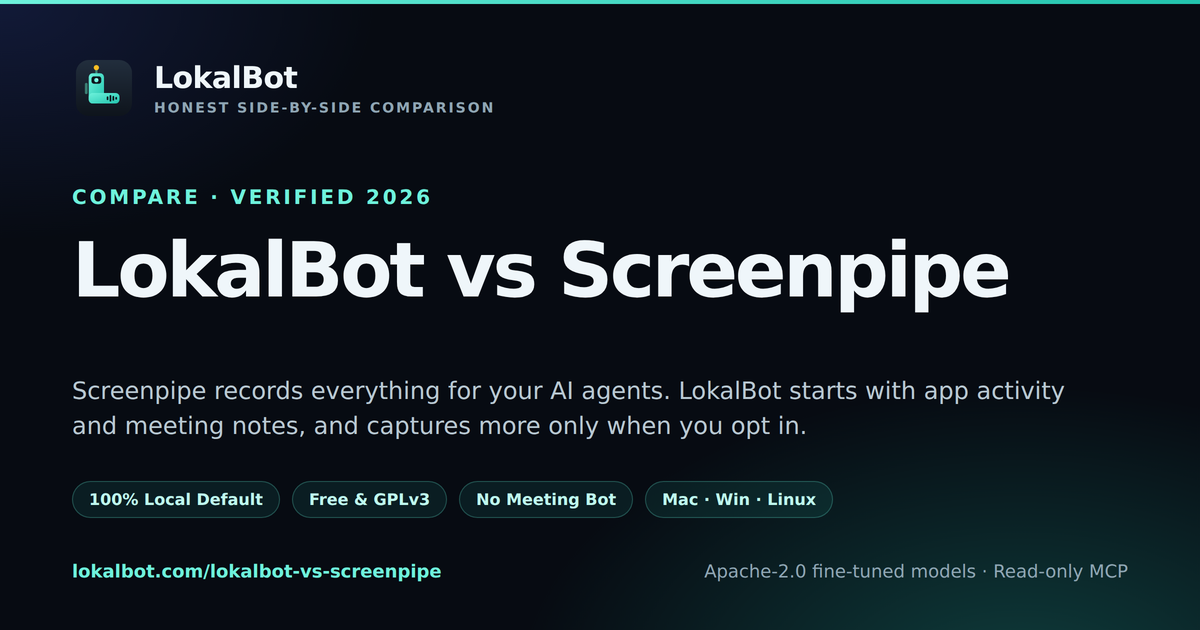 LokalBot
HONEST SIDE-BY-SIDE COMPARISON
COMPARE · VERIFIED 2026
LokalBot vs Screenpipe
Screenpipe records everything for your AI agents. LokalBot starts with app activity
and meeting notes, and captures more only when you opt in.
100% Local Default
Free & GPLv3
No Meeting Bot
Mac · Win · Linux
lokalbot.com/lokalbot-vs-screenpipe
Apache-2.0 fine-tuned models · Read-only MCP